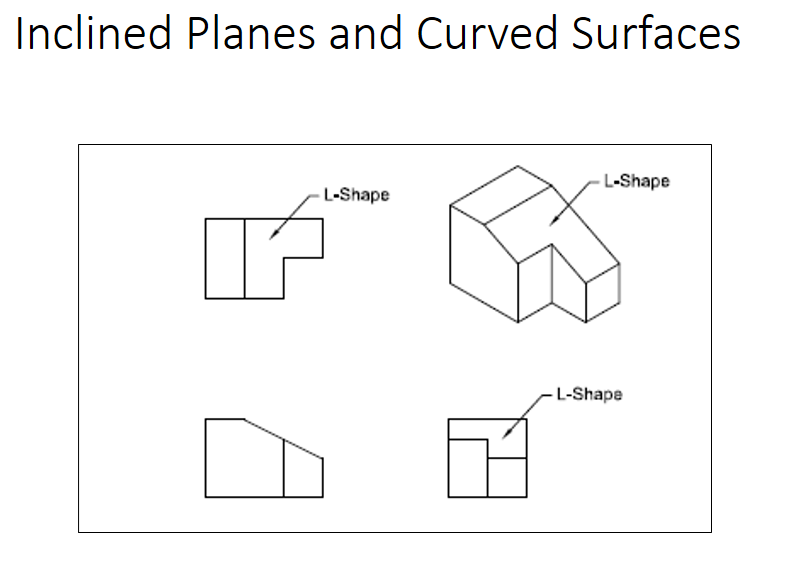 Inclined Planes and Curved Surfaces
L-Shape
L-Shape
L-Shape